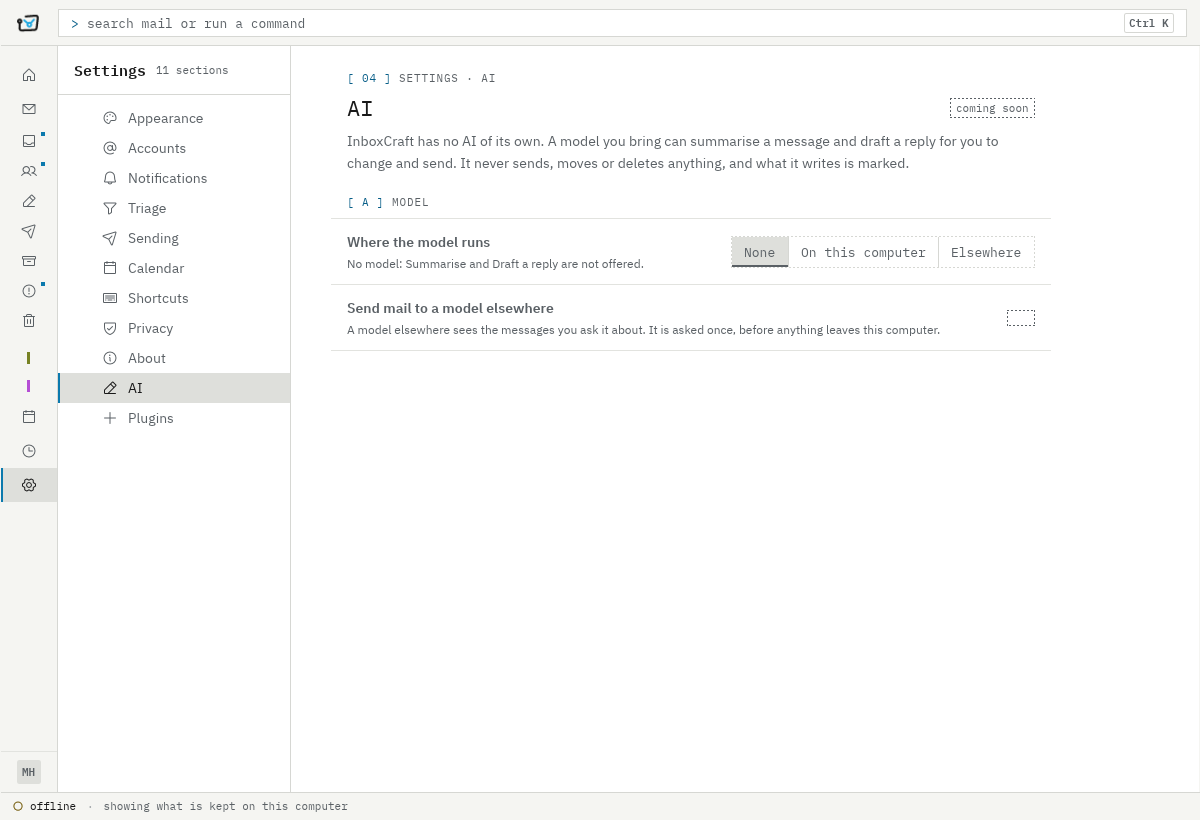 > search mail or run a command
Ctrl K
Settings 11 sections
Appearance
Accounts
Notifications
Triage
Sending
Calendar
Shortcuts
Privacy
About
AI
Plugins
[ 04 ] SETTINGS · AI
AI
coming soon
InboxCraft has no AI of its own. A model you bring can summarise a message and draft a reply for you to
change and send. It never sends, moves or deletes anything, and what it writes is marked.
[ A ] MODEL
Where the model runs
No model: Summarise and Draft a reply are not offered.
None
On this computer
Elsewhere
Send mail to a model elsewhere
A model elsewhere sees the messages you ask it about. It is asked once, before anything leaves this computer.
MH
offline · showing what is kept on this computer